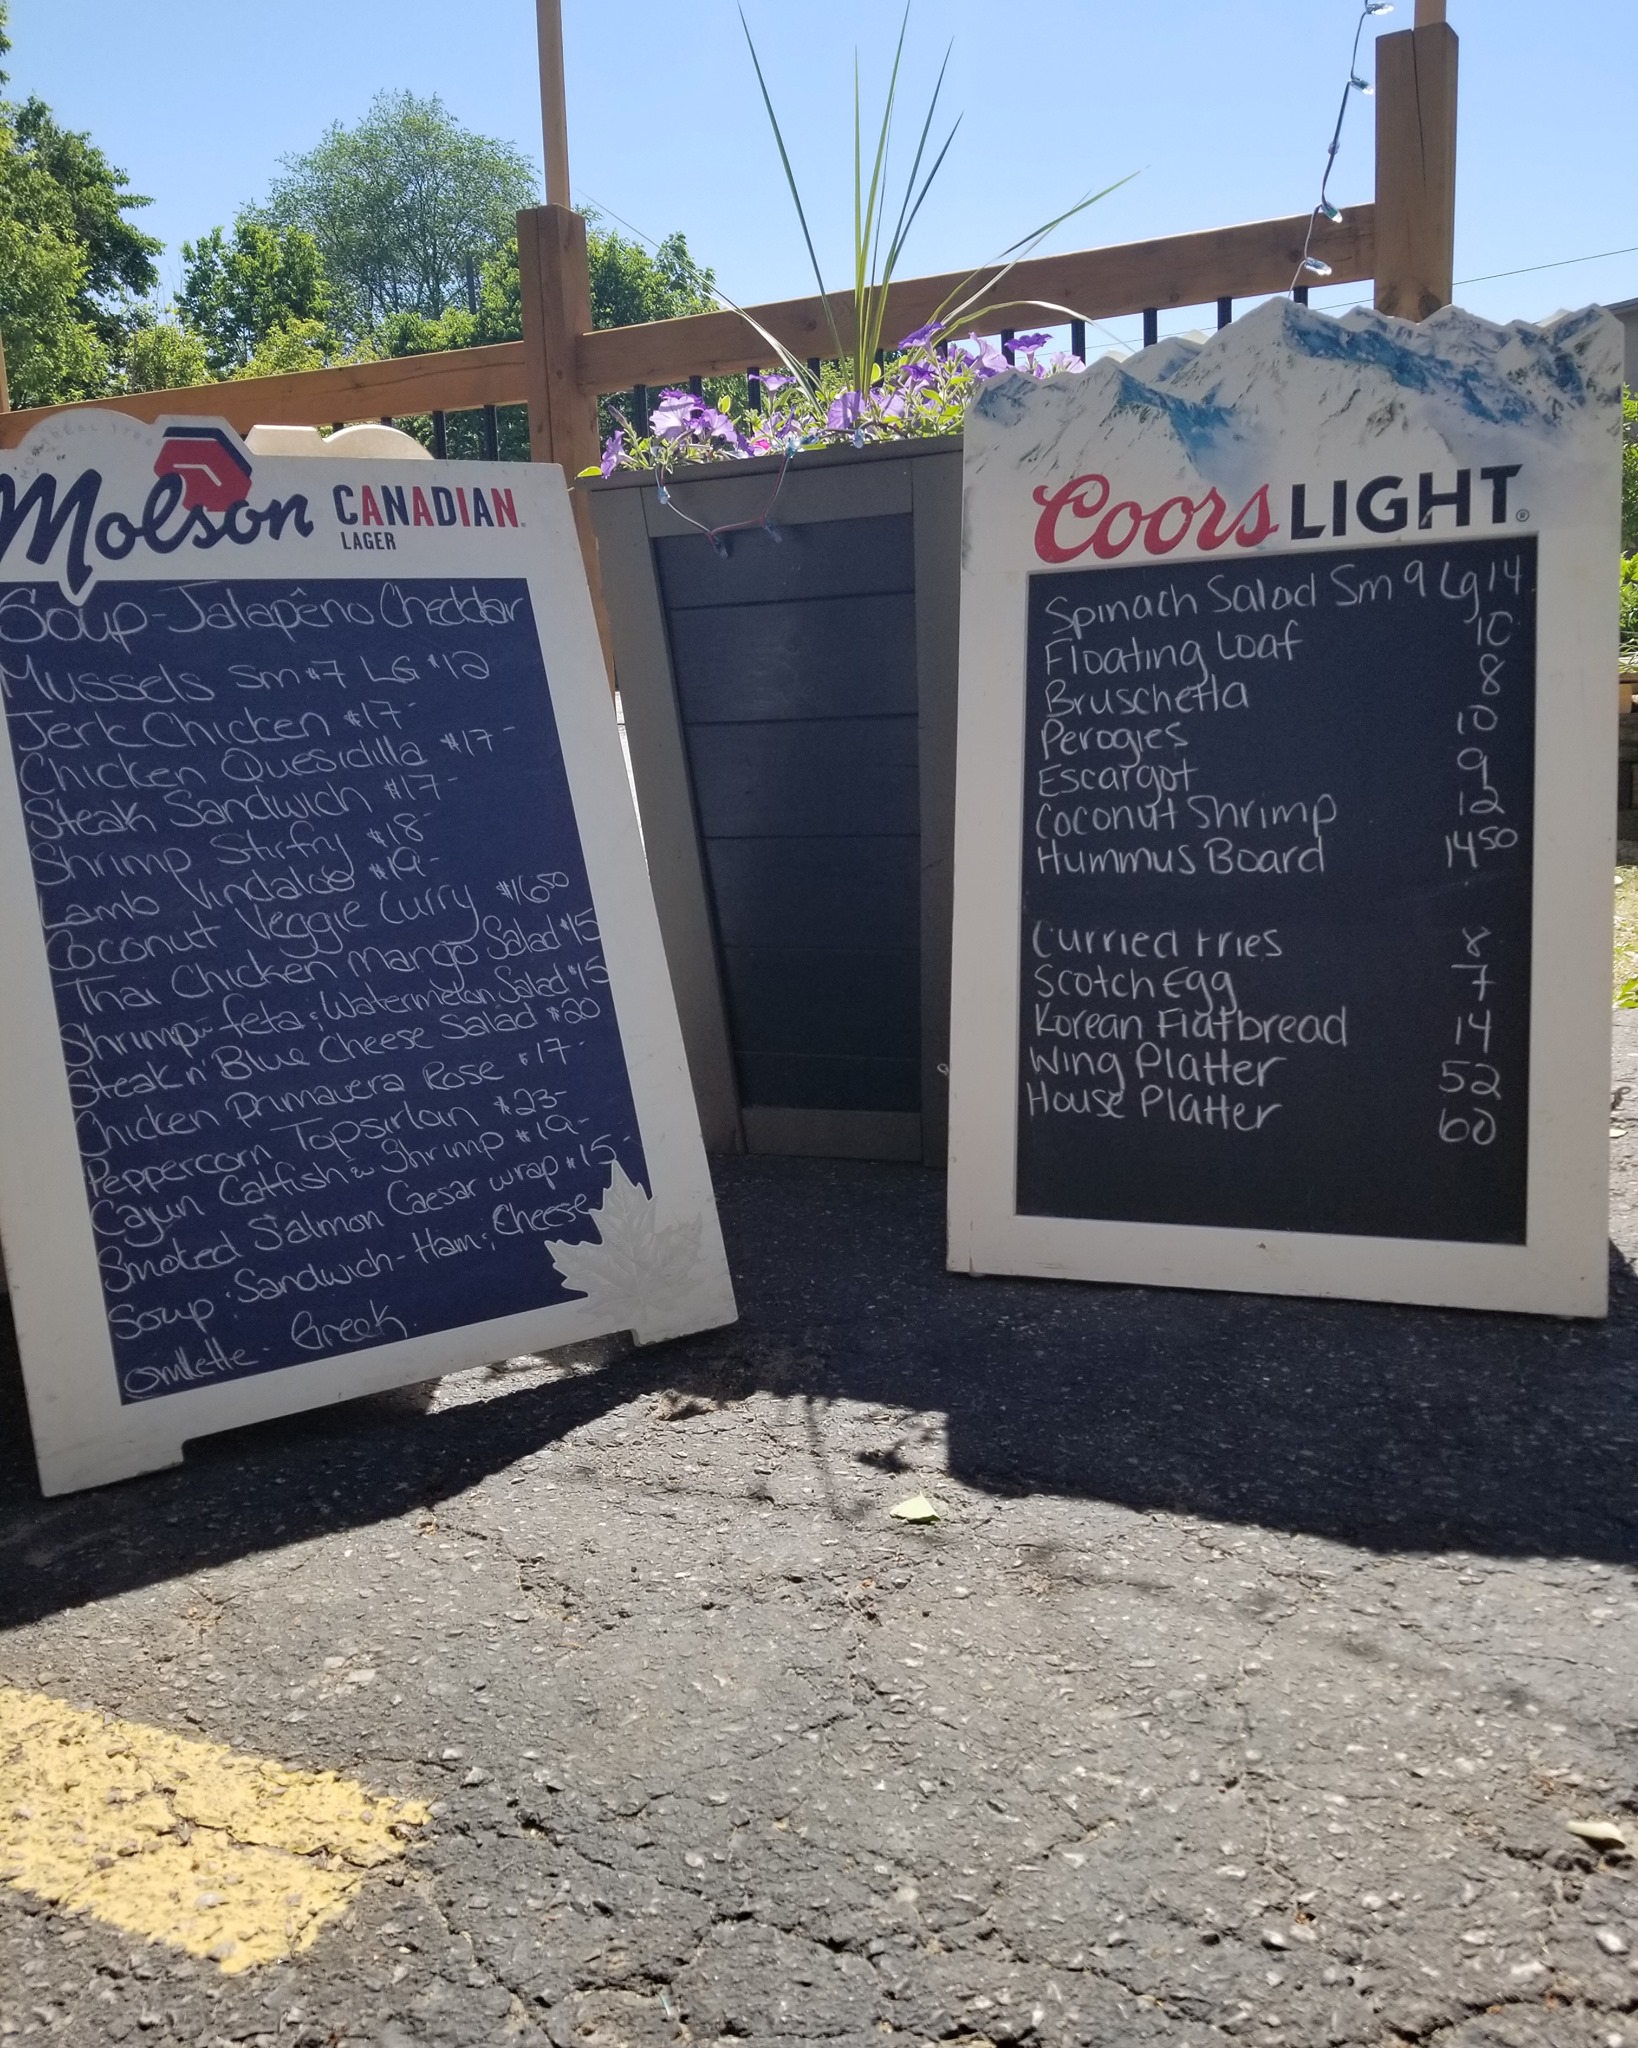 Molson CANADIAN.
LAGER
Soup-Jalapêno Cheddar
Mussels Sm $7 LG $12
Jerk Chicken $17-
Chicken Quesidilla $17-
Steak Sandwich $17-
Shrimp Stirfry $18-
Lamb Vindaloo $19-
Coconut Veggie Curry $16.50
Thai Chicken Mango Salad $15
Shrimp feta & Watermelon Salad $15
Steak n' Blue Cheese Salad $20
Chicken Primavera Rose $17-
Peppercorn Topsirloin $23-
Cajun Catfish & Shrimp $19-
Smoked Salmon Caesar wrap $15-
Soup & Sandwich-Ham & Cheese
omllette - Greek
Coors LIGHT®
Spinach Salad Sm 9 Lg 14
Floating Loaf 10
Bruschetta 8
Perogies 10
Escargot 9
Coconut Shrimp 12
Hummus Board 14 50
Curried Fries 8
Scotch Egg 7
Korean Flatbread 14
Wing Platter 52
House Platter 60